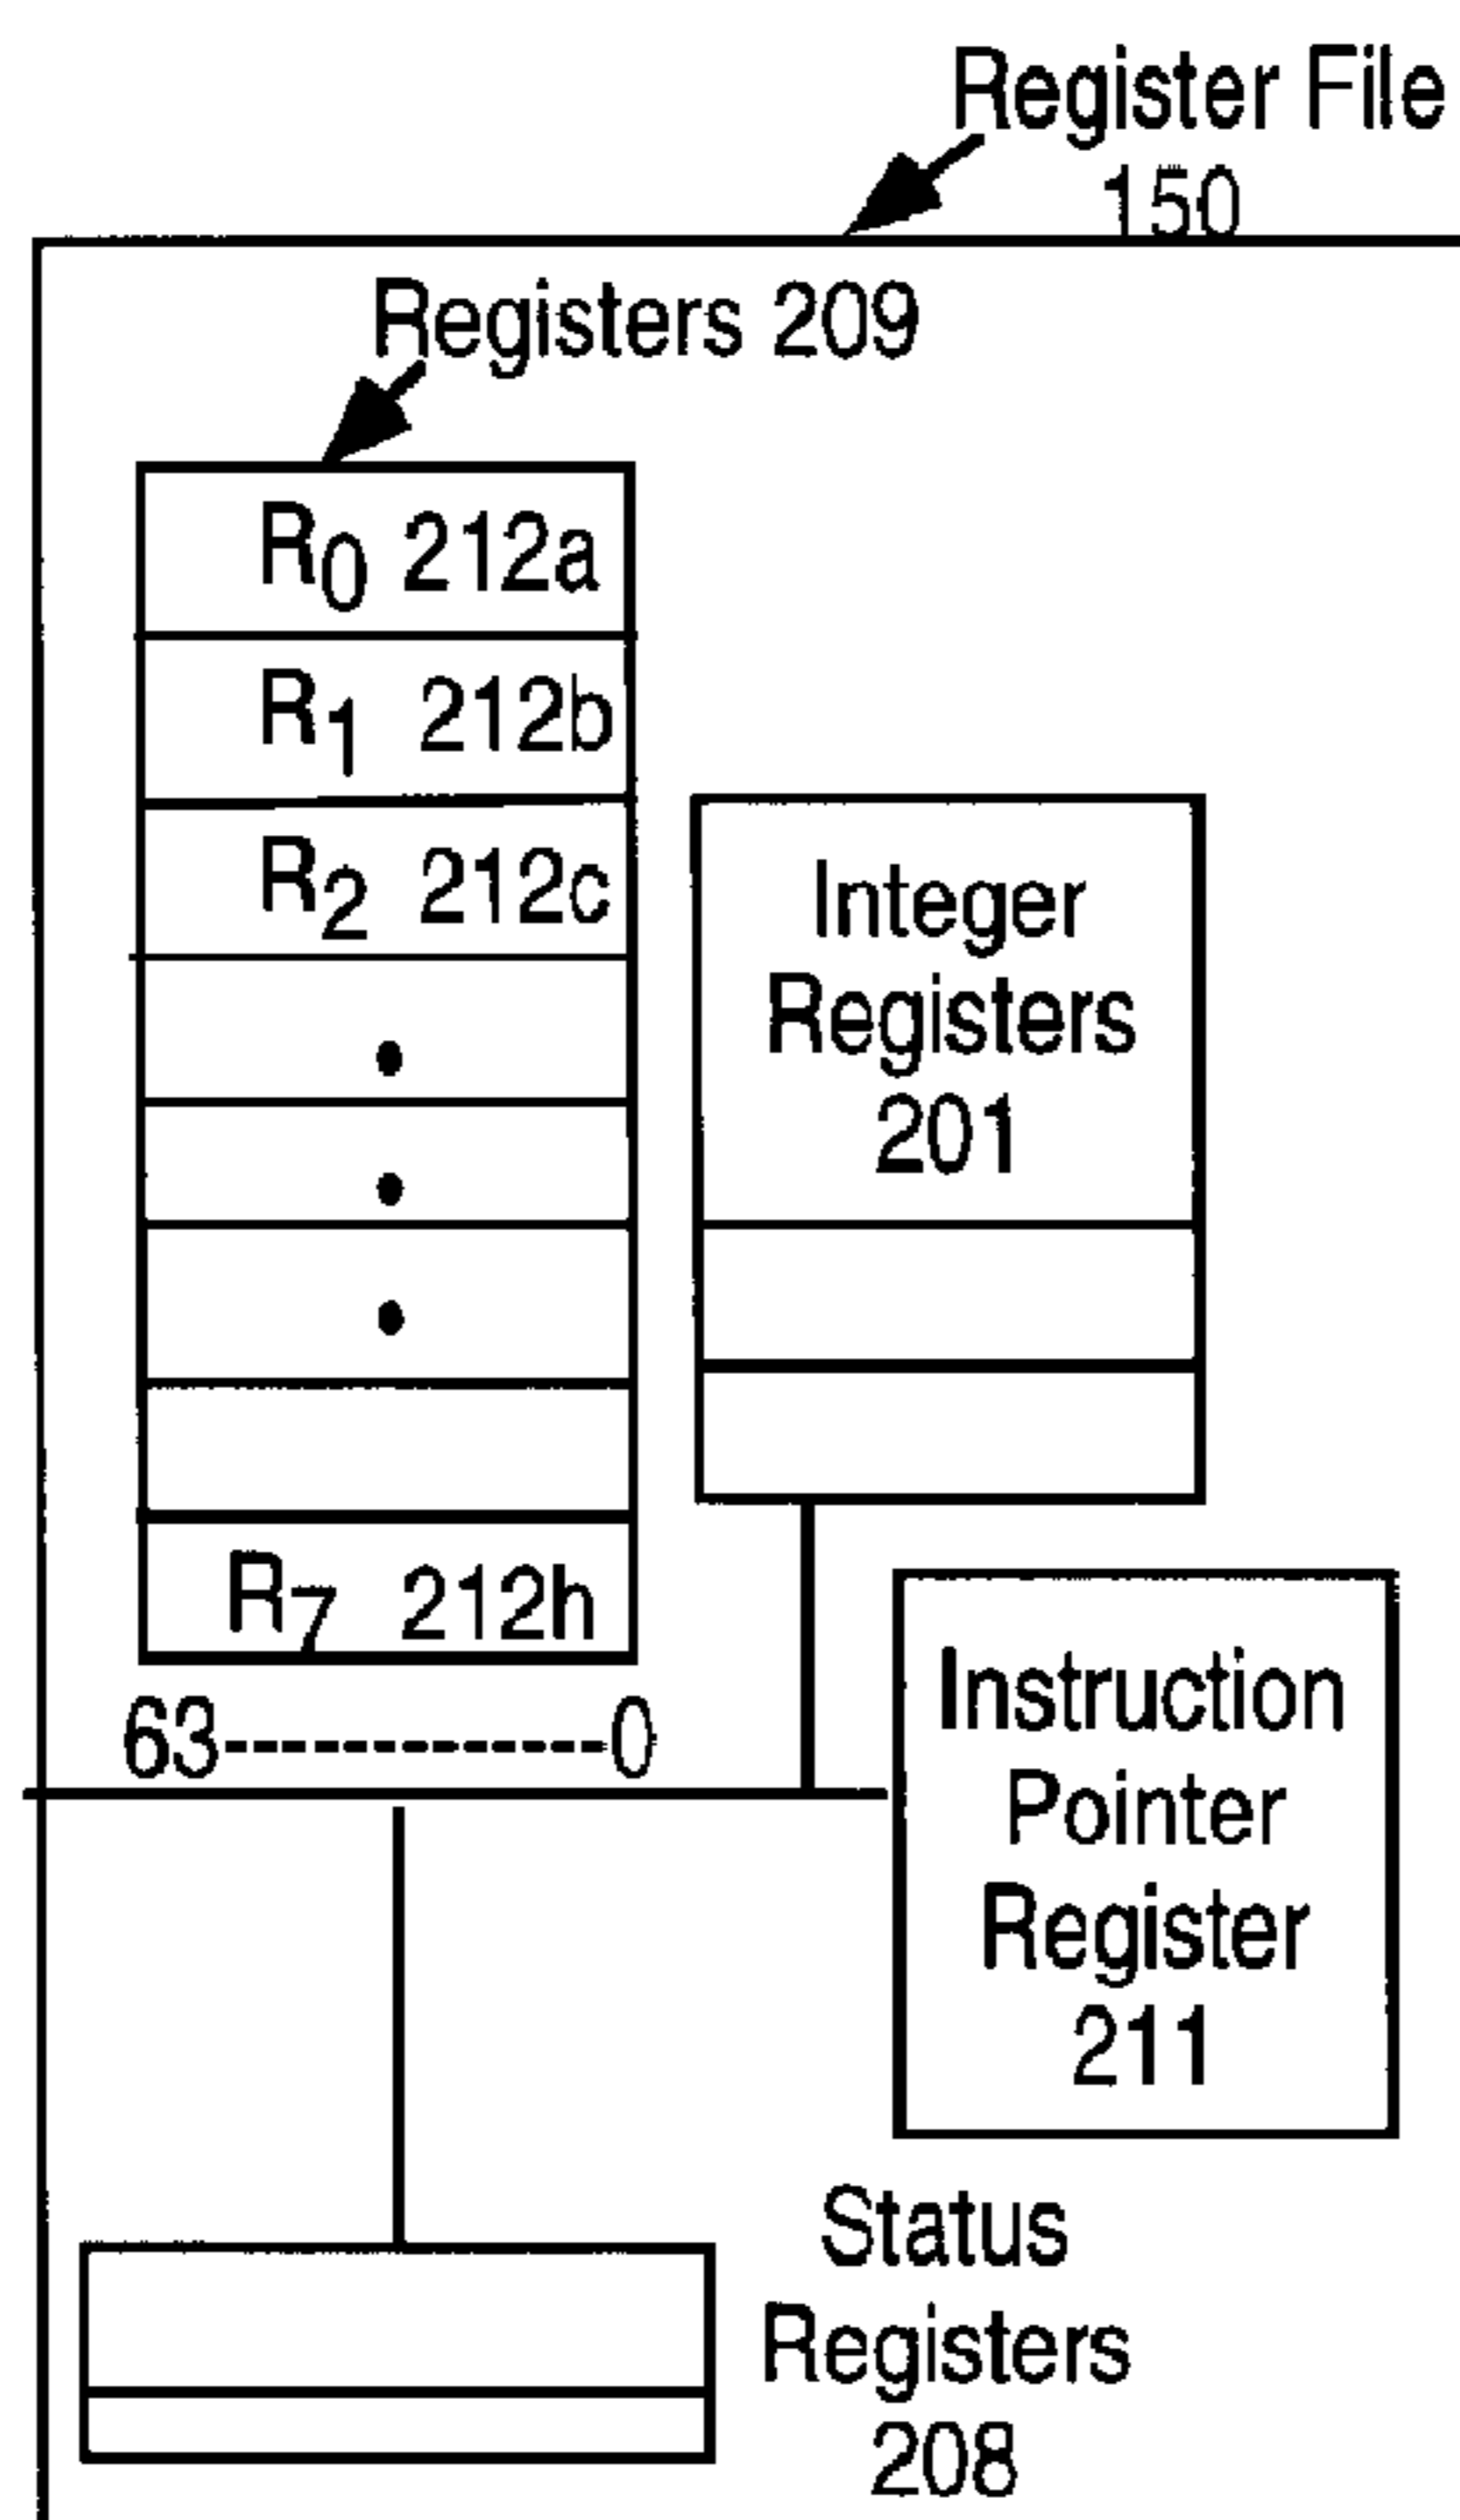 Register File
150
Registers 209
R0 212a
R1 212b
R2 212c
Integer
Registers
201
R7 212h
63-------------0
Instruction
Pointer
Register
211
Status
Registers
208